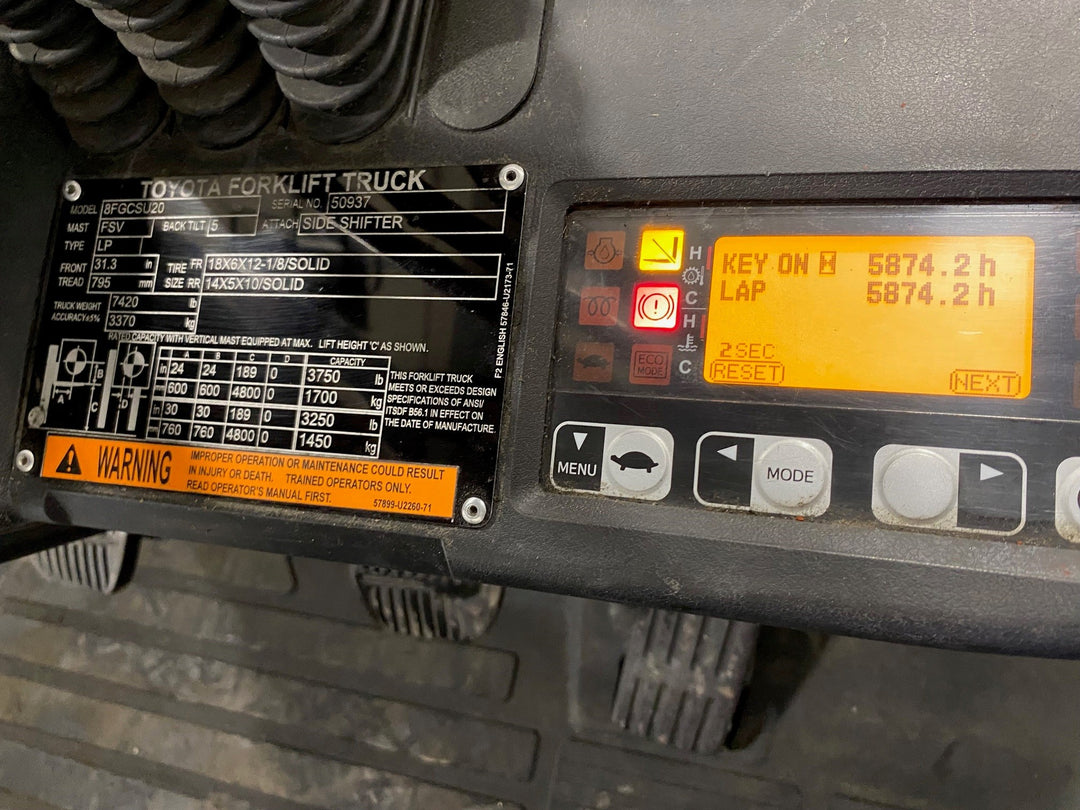 TOYOTA FORKLIFT TRUCK
MODEL 8FGCSU20 SERIAL NO. 50937
MAST FSV BACK TILT 5 ATTACH SIDE SHIFTER
TYPE LP
FRONT TREAD 31.3 in TIRE SIZE FR 18X6X12-1/8/SOLID
795 mm RR 14X5X10/SOLID
TRUCK WEIGHT 7420 lb
ACCURACY±5% 3370 kg
RATED CAPACITY WITH VERTICAL MAST EQUIPPED AT MAX. LIFT HEIGHT 'C' AS SHOWN.
A B C D CAPACITY
in 24 24 189 0 3750 lb
mm 600 600 4800 0 1700 kg
in 30 30 189 0 3250 lb
mm 760 760 4800 0 1450 kg
A B C D
THIS FORKLIFT TRUCK
MEETS OR EXCEEDS DESIGN
SPECIFICATIONS OF ANSI/
ITSDF B56.1 IN EFFECT ON
THE DATE OF MANUFACTURE.
F2 ENGLISH 57846-U2173-71
WARNING
IMPROPER OPERATION OR MAINTENANCE COULD RESULT
IN INJURY OR DEATH. TRAINED OPERATORS ONLY.
READ OPERATOR'S MANUAL FIRST.
57899-U2260-71
H
C
H
C
ECO
MODE
KEY ON 5874.2h
LAP 5874.2h
2SEC
(RESET) (NEXT)
MENU
MODE